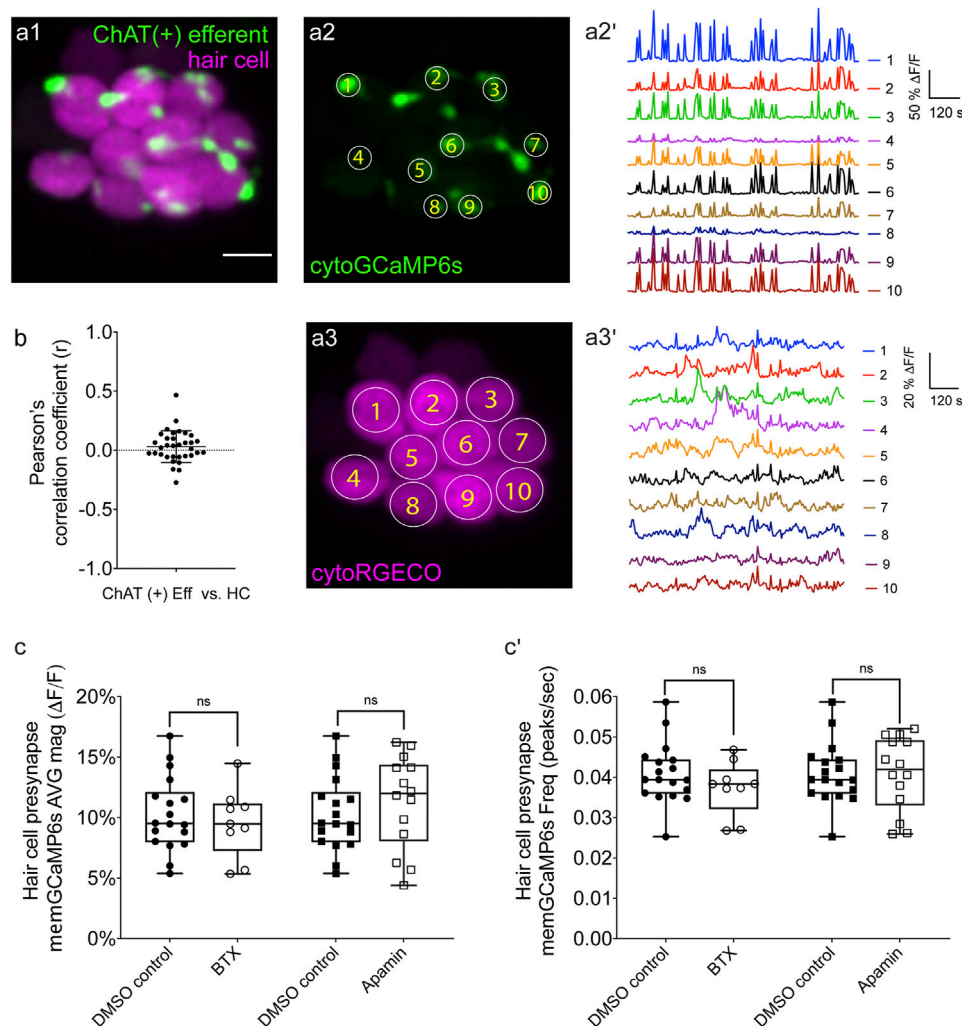 a1
ChAT(+) efferent
hair cell
a2
1
2
3
4
5
6
7
8
9
10
cytoGCaMP6s
a2'
1
2
3
4
5
6
7
8
9
10
50 % ΔF/F
120 s
b
Pearson's
correlation coefficient (r)
1.0
0.5
0.0
-0.5
-1.0
ChAT (+) Eff vs. HC
a3
1
2
3
4
5
6
7
8
9
10
cytoRGECO
a3'
1
2
3
4
5
6
7
8
9
10
20 % ΔF/F
120 s
c
Hair cell presynapse
memGCaMP6s AVG mag (ΔF/F)
20%
15%
10%
5%
0%
ns
ns
DMSO control
BTX
DMSO control
Apamin
c'
Hair cell presynapse
memGCaMP6s Freq (peaks/sec)
0.06
0.05
0.04
0.03
0.02
0.01
0.00
ns
ns
DMSO control
BTX
DMSO control
Apamin